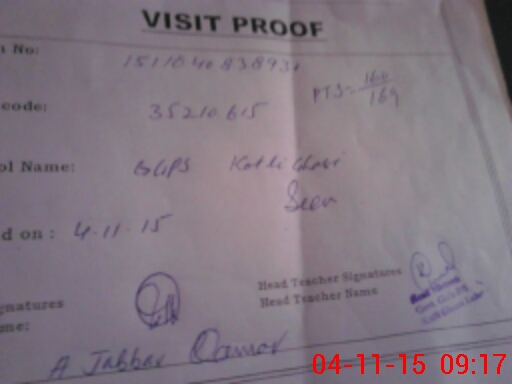 VISIT PROOF
n No:
PTS- 160/169
code: 35210615
ol Name: GGPS
Seen
d on : 4-11-15
gnatures
Head Teacher Signatures
me:
Head Teacher Name
A Jabbar Qamar
04-11-15 09:17